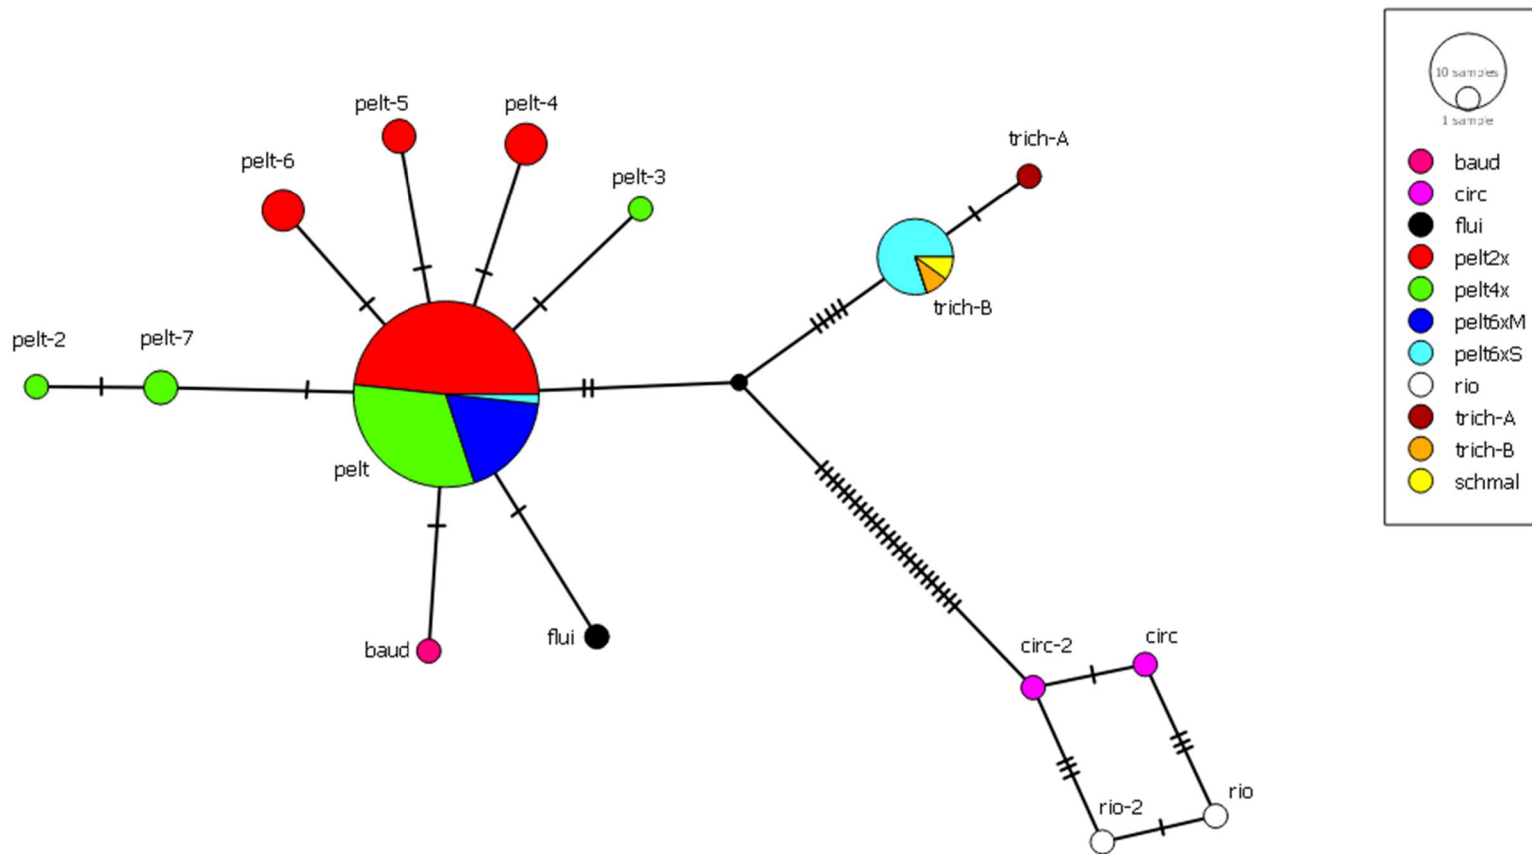 pelt-5
pelt-4
pelt-6
pelt-3
trich-A
pelt-2
pelt-7
trich-B
pelt
baud
flui
circ-2
circ
rio-2
rio
10 samples
1 sample
baud
circ
flui
pelt2x
pelt4x
pelt6xM
pelt6xS
rio
trich-A
trich-B
schmal